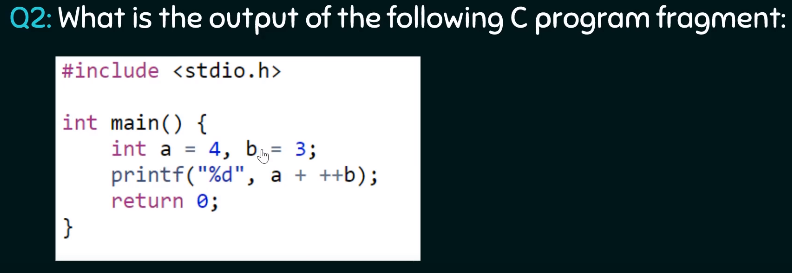 Q2: What is the output of the following C program fragment:
#include <stdio.h>
int main() {
int a = 4, b = 3;
printf("%d", a + ++b);
return 0;
}